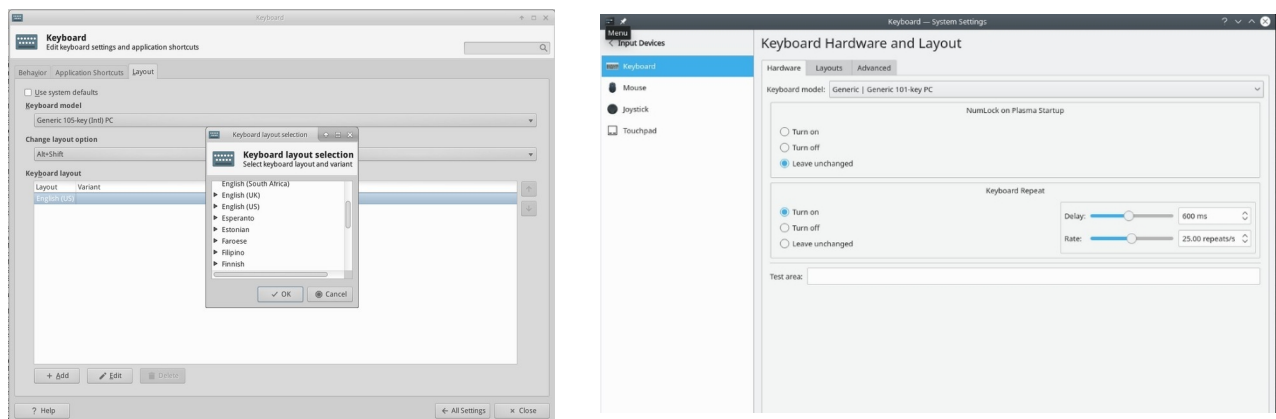 Keyboard
Keyboard
Edit keyboard settings and application shortcuts
Behavior Application Shortcuts Layout
Use system defaults
Keyboard model
Generic 105-key (Intl) PC
Change layout option
Alt+Shift
Keyboard layout
Layout Variant
English (US)
Keyboard layout selection
Keyboard layout selection
Select keyboard layout and variant
English (South Africa)
English (UK)
English (US)
Esperanto
Estonian
Faroese
Filipino
Finnish
OK Cancel
Add Edit Delete
? Help
All Settings
Close
Keyboard — System Settings
Menu
Input Devices
Keyboard
Mouse
Joystick
Touchpad
Keyboard Hardware and Layout
Hardware Layouts Advanced
Keyboard model: Generic | Generic 101-key PC
NumLock on Plasma Startup
Turn on
Turn off
Leave unchanged
Keyboard Repeat
Turn on
Turn off
Leave unchanged
Delay: 600 ms
Rate: 25.00 repeats/s
Test area: